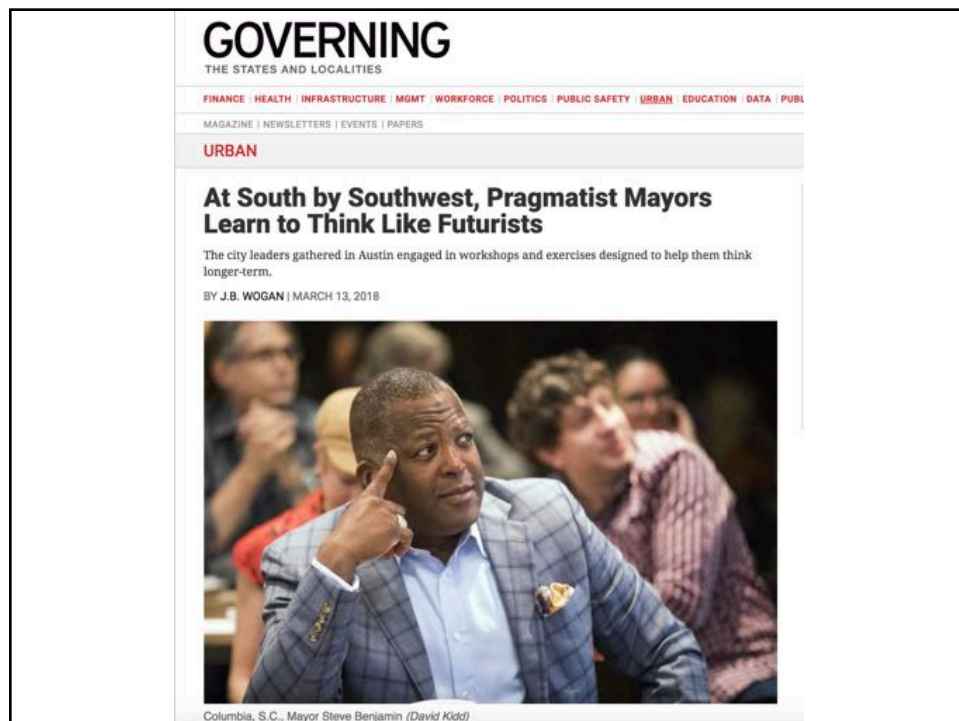 GOVERNING
THE STATES AND LOCALITIES
FINANCE | HEALTH | INFRASTRUCTURE | MGMT | WORKFORCE | POLITICS | PUBLIC SAFETY | URBAN | EDUCATION | DATA | PUBL
MAGAZINE | NEWSLETTERS | EVENTS | PAPERS
URBAN
At South by Southwest, Pragmatist Mayors
Learn to Think Like Futurists
The city leaders gathered in Austin engaged in workshops and exercises designed to help them think
longer-term.
BY J.B. WOGAN | MARCH 13, 2018
Columbia, S.C., Mayor Steve Benjamin (David Kidd)